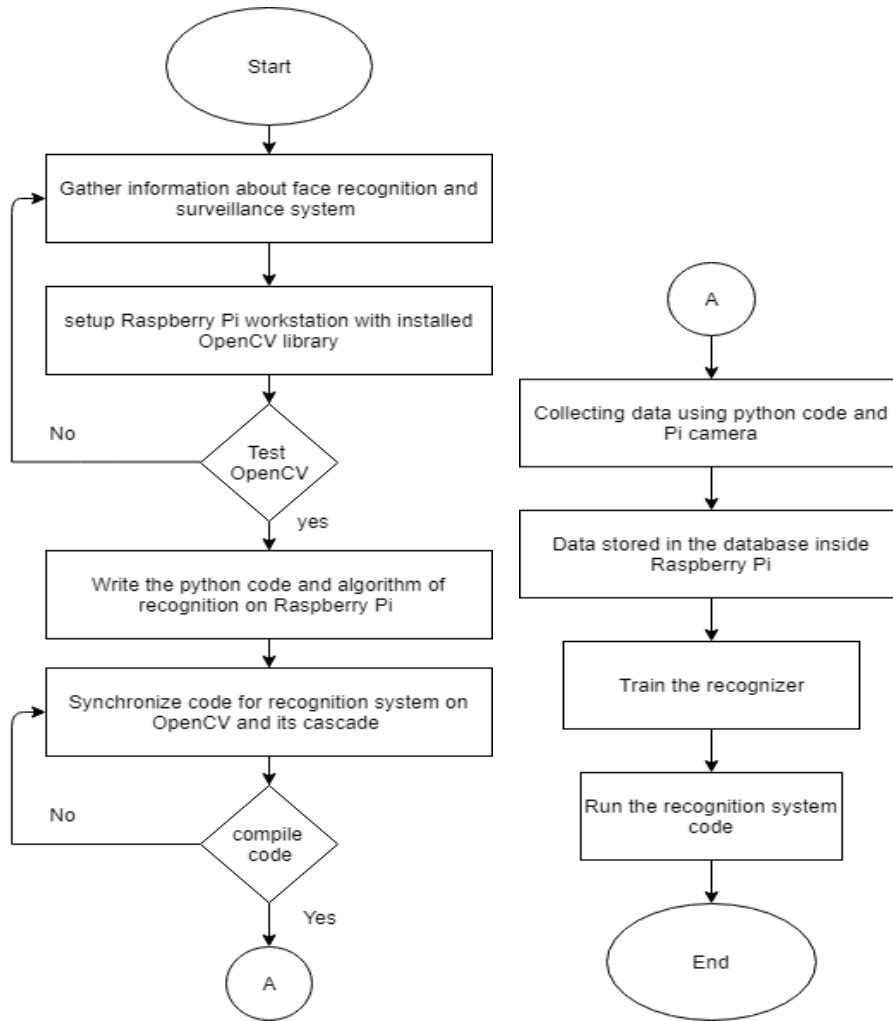 Start
Gather information about face recognition and
surveillance system
setup Raspberry Pi workstation with installed
OpenCV library
No
Test
OpenCV
yes
Write the python code and algorithm of
recognition on Raspberry Pi
Synchronize code for recognition system on
OpenCV and its cascade
No
compile
code
Yes
A
A
Collecting data using python code and
Pi camera
Data stored in the database inside
Raspberry Pi
Train the recognizer
Run the recognition system
code
End